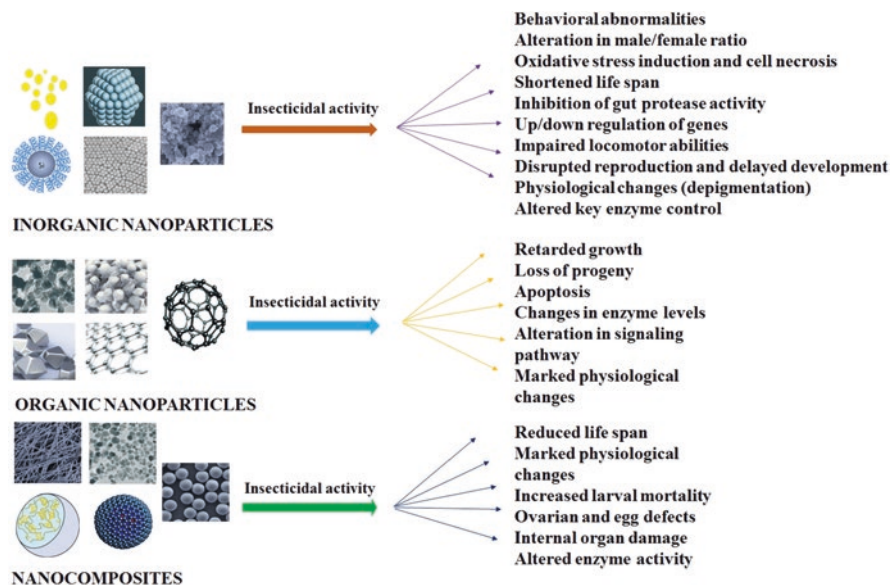 Behavioral abnormalities
Alteration in male/female ratio
Oxidative stress induction and cell necrosis
Shortened life span
Insecticidal activity
Inhibition of gut protease activity
Up/down regulation of genes
Impaired locomotor abilities
Disrupted reproduction and delayed development
Physiological changes (depigmentation)
Altered key enzyme control
INORGANIC NANOPARTICLES
Retarded growth
Loss of progeny
Insecticidal activity
Apoptosis
Changes in enzyme levels
Alteration in signaling
pathway
Marked physiological
changes
ORGANIC NANOPARTICLES
Reduced life span
Marked physiological
changes
Insecticidal activity
Increased larval mortality
Ovarian and egg defects
Internal organ damage
Altered enzyme activity
NANOCOMPOSITES